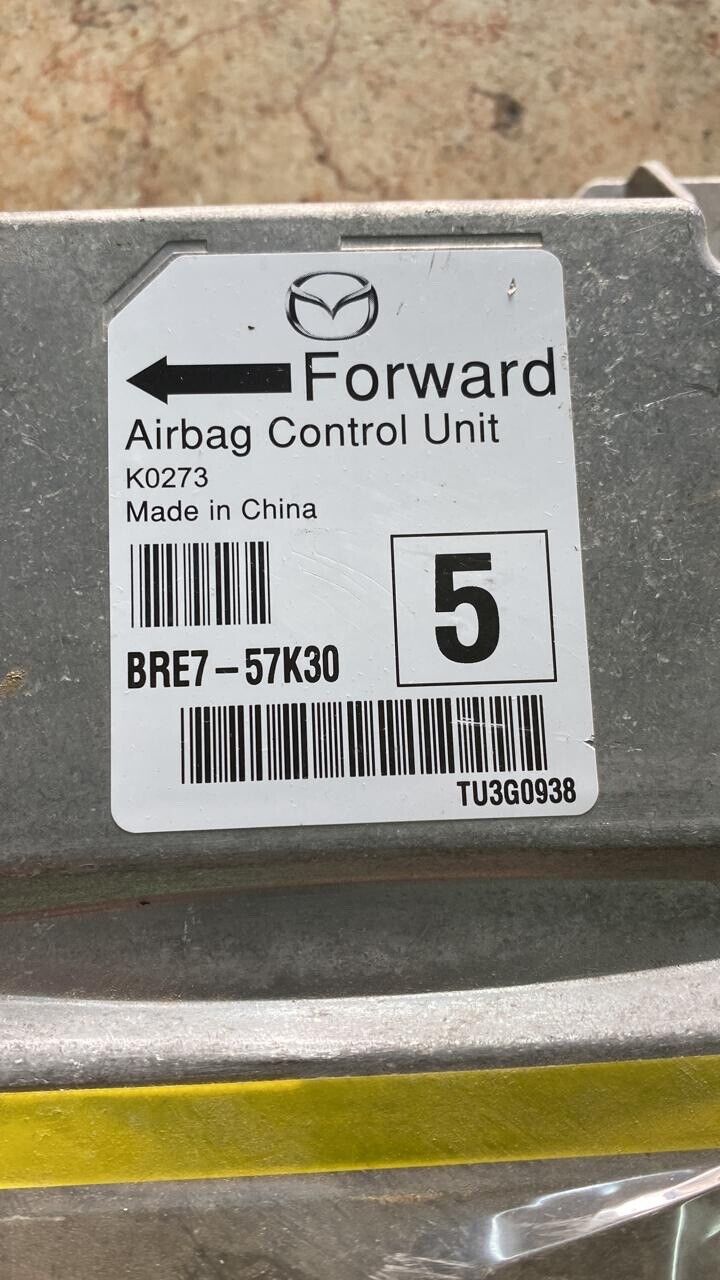 Forward
Airbag Control Unit
K0273
Made in China
5
BRE7-57K30
TU3G0938